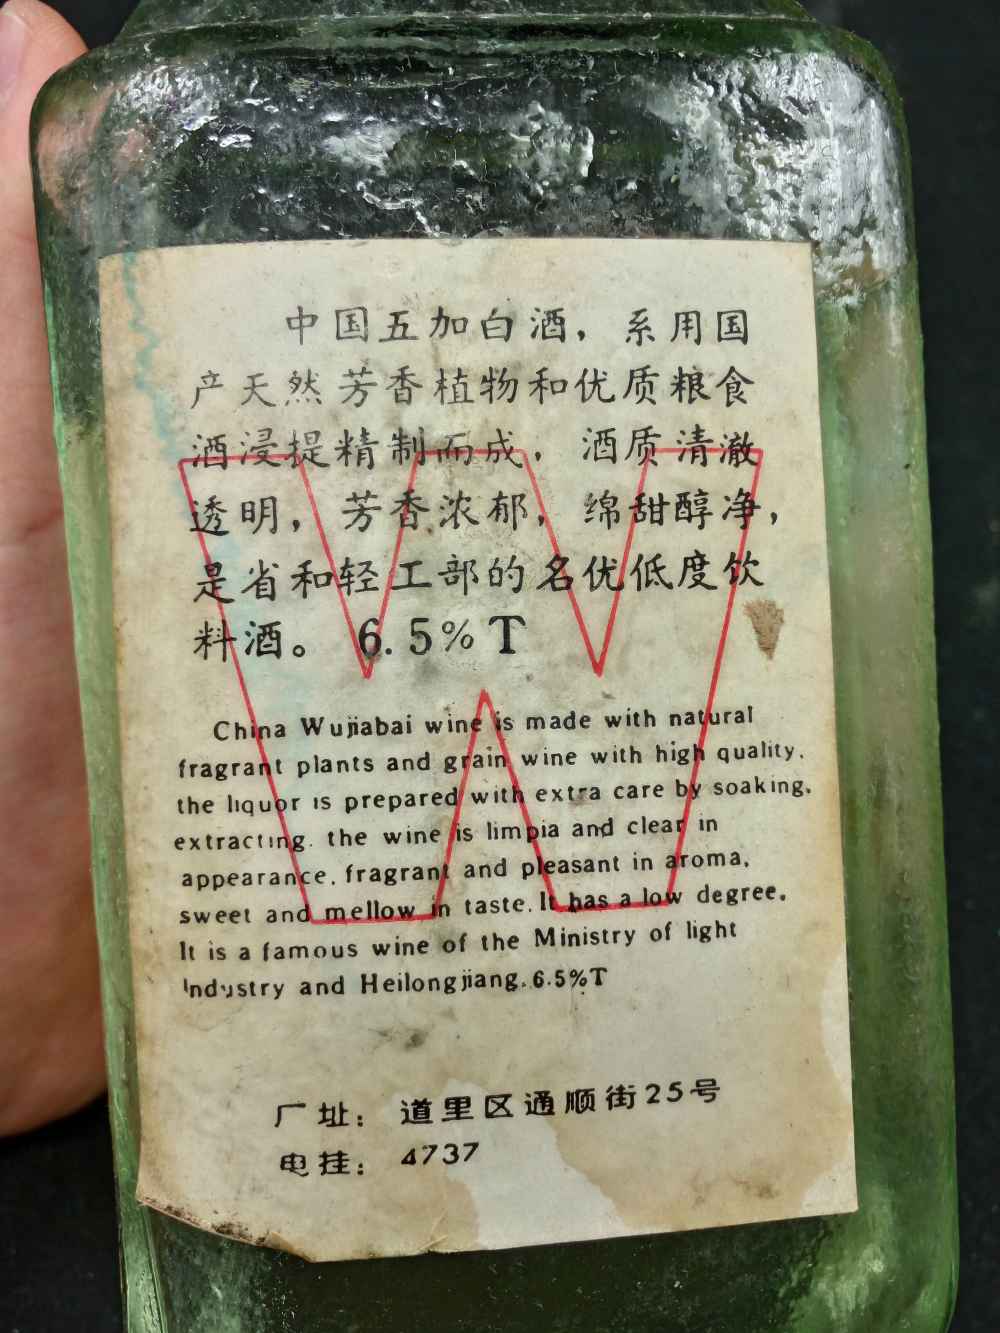 中国五加白酒，系用国
产天然芳香植物和优质粮食
酒浸提精制而成，酒质清澈
透明，芳香浓郁，绵甜醇净，
是省和轻工部的名优低度饮
料酒。 6.5%T
China Wujiabai wine is made with natural
fragrant plants and grain wine with high quality.
the liquor is prepared with extra care by soaking,
extracting. the wine is limpia and clear in
appearance, fragrant and pleasant in aroma,
sweet and mellow in taste. It has a low degree.
It is a famous wine of the Ministry of light
Industry and Heilongjiang. 6.5%T
厂址：道里区通顺街25号
电挂：4737